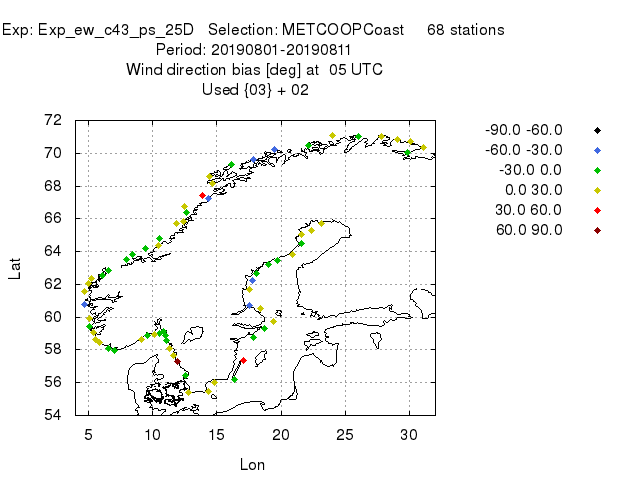 Exp: Exp_ew_c43_ps_25D Selection: METCOOPCoast 68 stations
Period: 20190801-20190811
Wind direction bias [deg] at 05 UTC
Used {03} + 02
72
70
68
66
64
62
60
58
56
54
Lat
5 10 15 20 25 30
Lon
-90.0 -60.0
-60.0 -30.0
-30.0 0.0
0.0 30.0
30.0 60.0
60.0 90.0